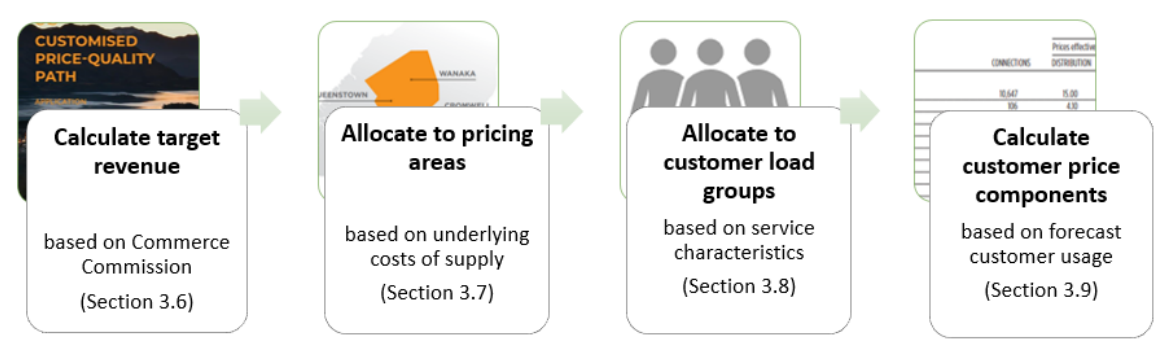 CUSTOMISED
PRICE-QUALITY
PATH
APPLICATION
Calculate target
revenue
based on Commerce
Commission
(Section 3.6)
WANAKA
UEENSTOWN
CROMWELL
Allocate to pricing
areas
based on underlying
costs of supply
(Section 3.7)
Allocate to
customer load
groups
based on service
characteristics
(Section 3.8)
Prices effective
CONNECTIONS DISTRIBUTION
10,647 15.00
106 4.10
Calculate
customer price
components
based on forecast
customer usage
(Section 3.9)